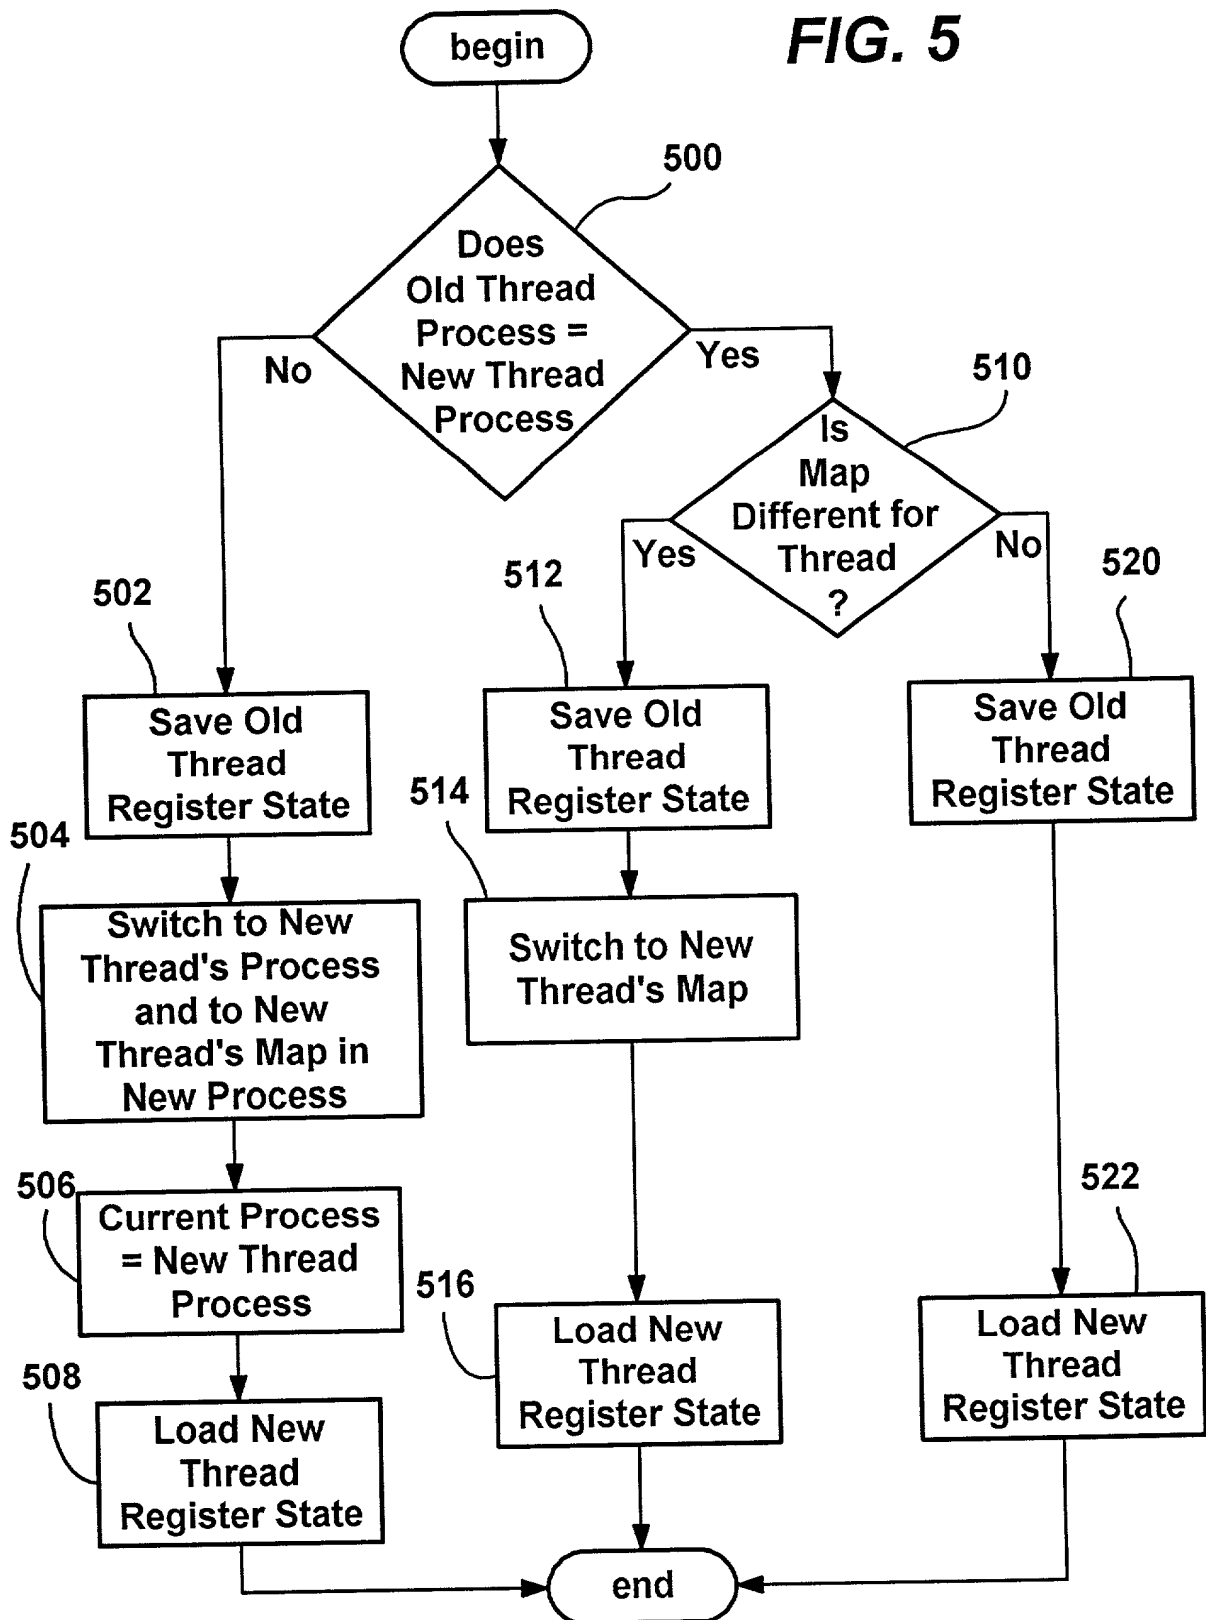 FIG. 5
begin
500
Does
Old Thread
Process =
New Thread
Process
No
Yes
510
Is
Map
Different for
Thread
?
Yes
No
502
Save Old
Thread
Register State
512
Save Old
Thread
Register State
520
Save Old
Thread
Register State
504
Switch to New
Thread's Process
and to New
Thread's Map in
New Process
514
Switch to New
Thread's Map
506
Current Process
= New Thread
Process
508
Load New
Thread
Register State
516
Load New
Thread
Register State
522
Load New
Thread
Register State
end